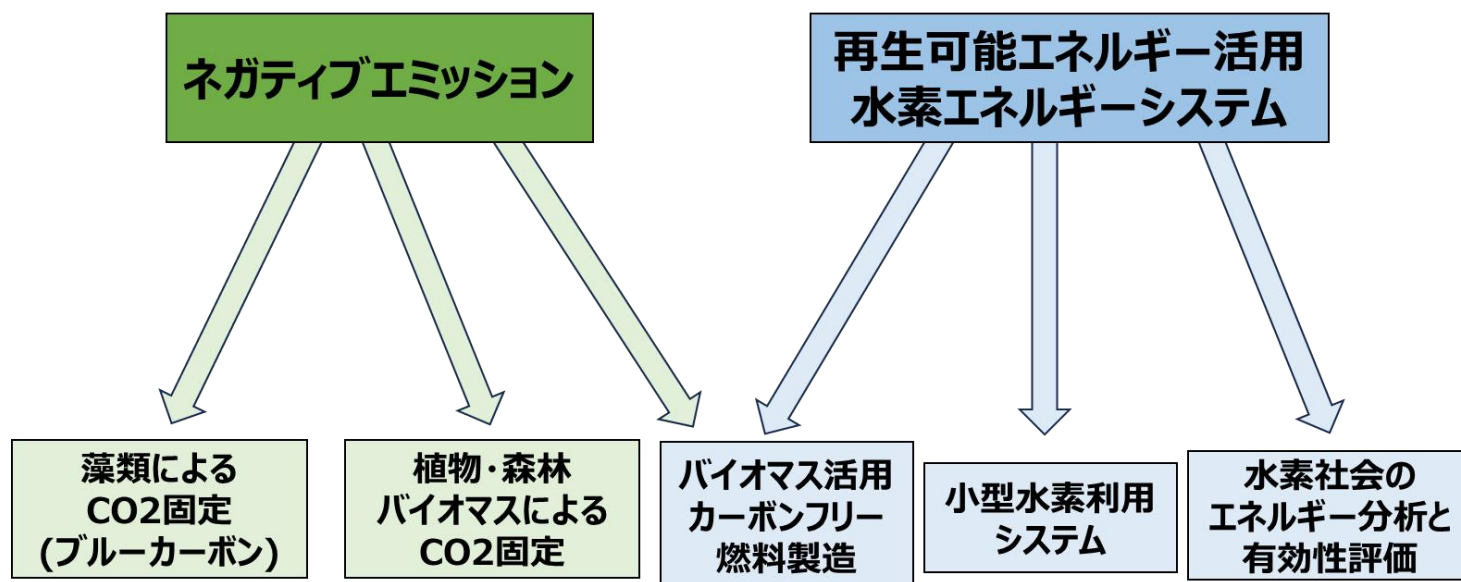 ネガティブエミッション
再生可能エネルギー活用
水素エネルギーシステム
藻類による
CO2固定
(ブルーカーボン)
植物・森林
バイオマスによる
CO2固定
バイオマス活用
カーボンフリー
燃料製造
小型水素利用
システム
水素社会の
エネルギー分析と
有効性評価